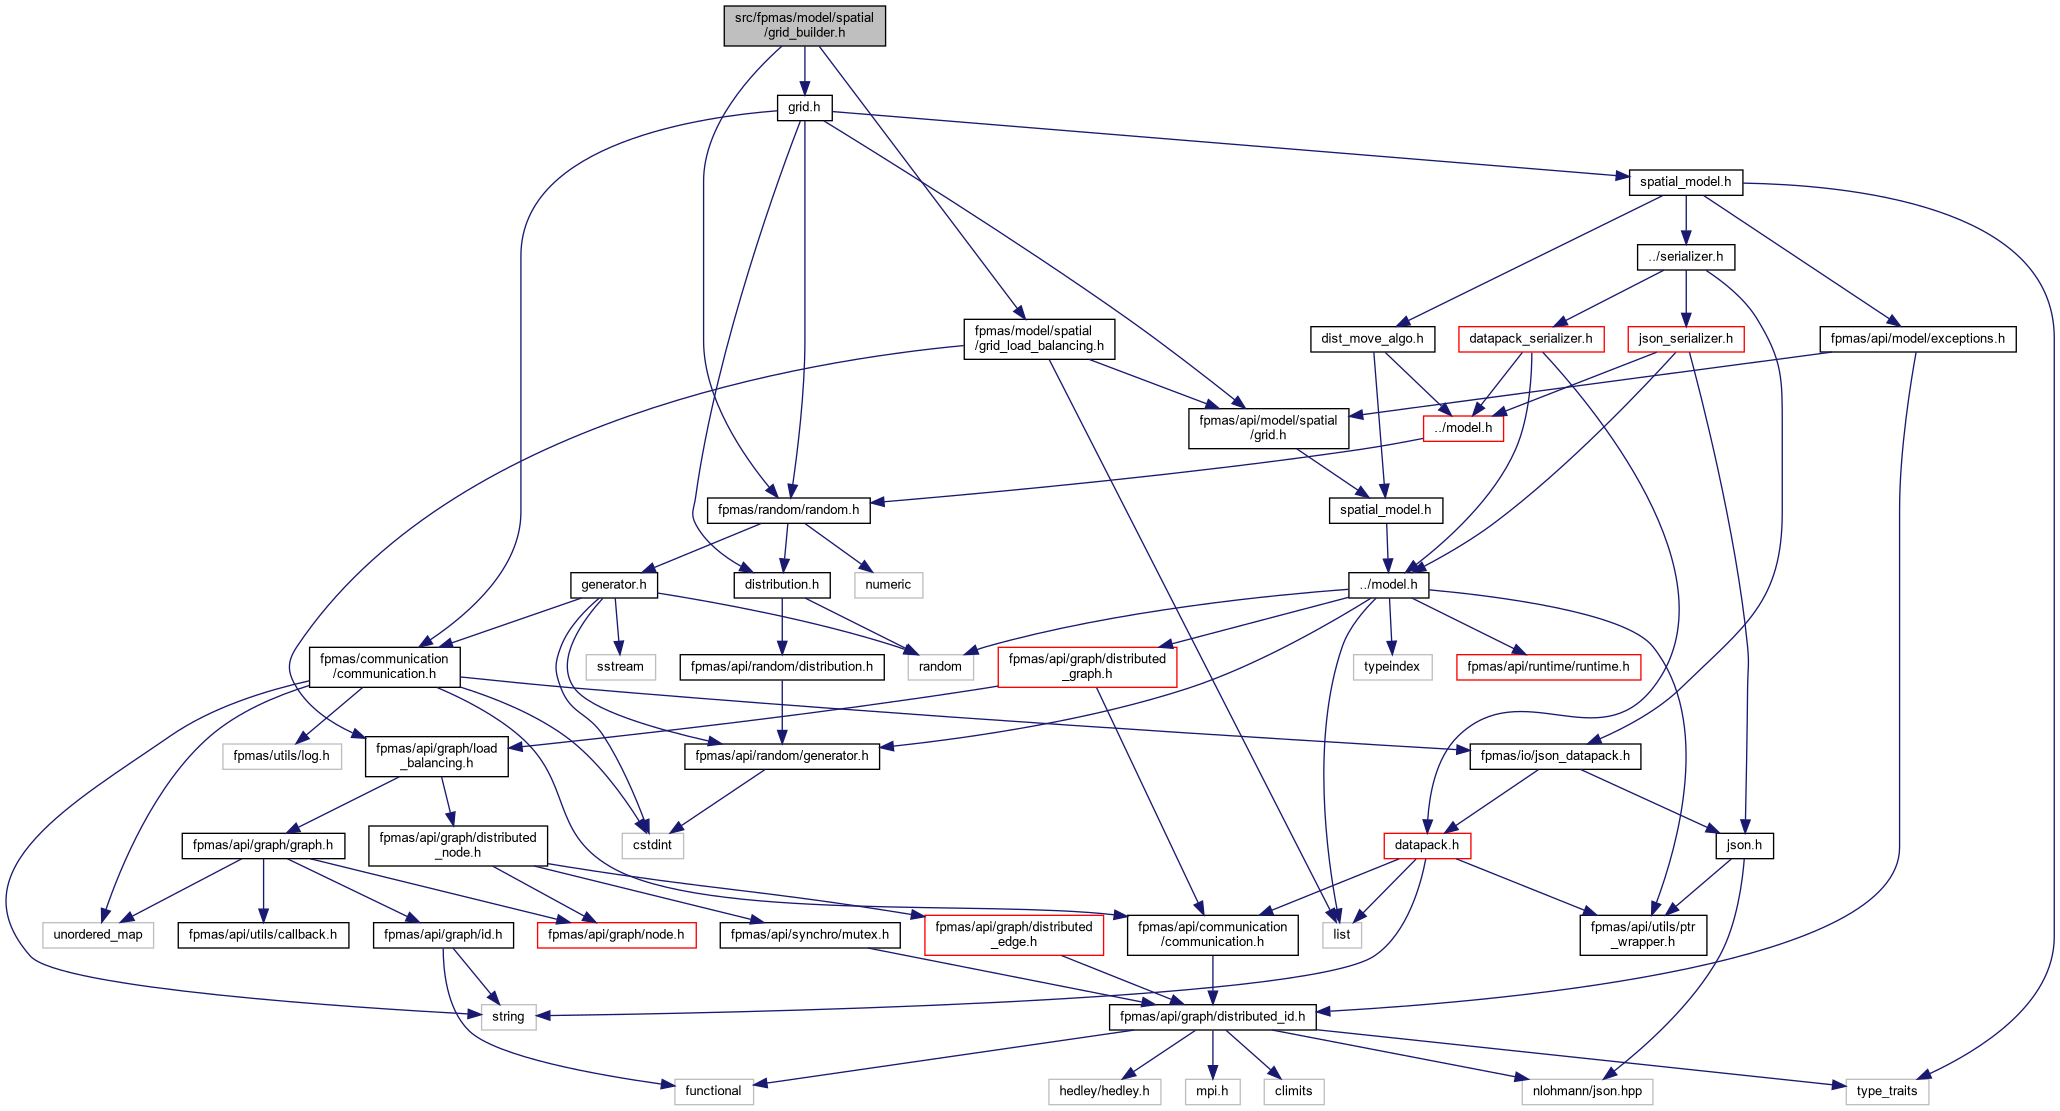 src/fpmas/model/spatial
/grid_builder.h
grid.h
spatial_model.h
../serializer.h
fpmas/model/spatial
/grid_load_balancing.h
dist_move_algo.h
datapack_serializer.h
json_serializer.h
fpmas/api/model/exceptions.h
fpmas/api/model/spatial
/grid.h
../model.h
fpmas/random/random.h
spatial_model.h
generator.h
distribution.h
numeric
../model.h
fpmas/communication
/communication.h
sstream
fpmas/api/random/distribution.h
random
fpmas/api/graph/distributed
_graph.h
typeindex
fpmas/api/runtime/runtime.h
fpmas/utils/log.h
fpmas/api/graph/load
_balancing.h
fpmas/api/random/generator.h
fpmas/io/json_datapack.h
fpmas/api/graph/graph.h
fpmas/api/graph/distributed
_node.h
cstdint
datapack.h
json.h
unordered_map
fpmas/api/utils/callback.h
fpmas/api/graph/id.h
fpmas/api/graph/node.h
fpmas/api/synchro/mutex.h
fpmas/api/graph/distributed
_edge.h
fpmas/api/communication
/communication.h
list
fpmas/api/utils/ptr
_wrapper.h
string
fpmas/api/graph/distributed_id.h
functional
hedley/hedley.h
mpi.h
climits
nlohmann/json.hpp
type_traits